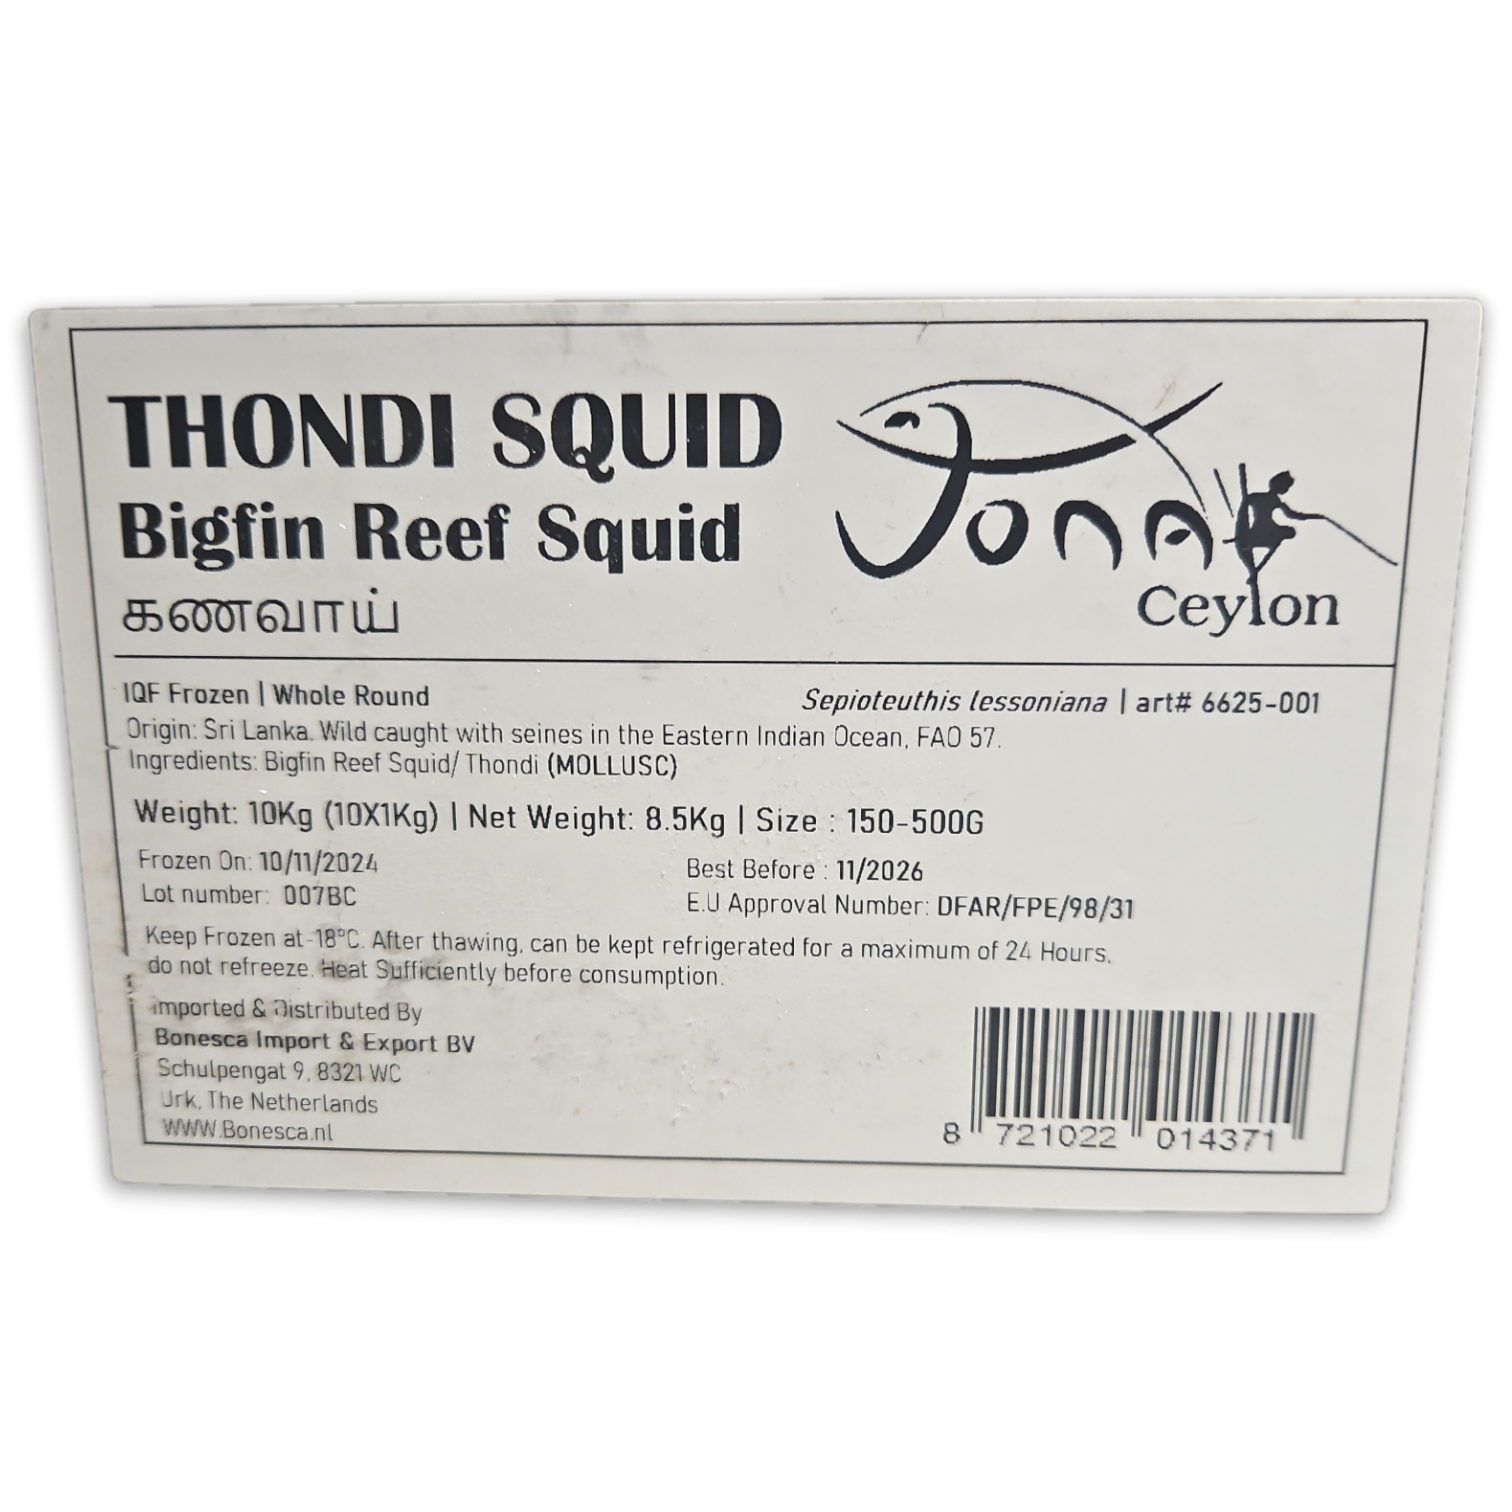 THONDI SQUID
Bigfin Reef Squid
கணவாய்
Jona
Ceylon
IQF Frozen | Whole Round
Sepioteuthis lessoniana | art# 6625-001
Origin: Sri Lanka. Wild caught with seines in the Eastern Indian Ocean, FAO 57.
Ingredients: Bigfin Reef Squid/ Thondi (MOLLUSC)
Weight: 10Kg (10X1Kg) | Net Weight: 8.5Kg | Size : 150-500G
Frozen On: 10/11/2024
Best Before : 11/2026
Lot number: 007BC
E.U Approval Number: DFAR/FPE/98/31
Keep Frozen at -18°C. After thawing, can be kept refrigerated for a maximum of 24 Hours,
do not refreeze. Heat Sufficiently before consumption.
Imported & Distributed By
Bonesca Import & Export BV
Schulpengat 9, 8321 WC
Urk, The Netherlands
WWW.Bonesca.nl
8 721022 014371